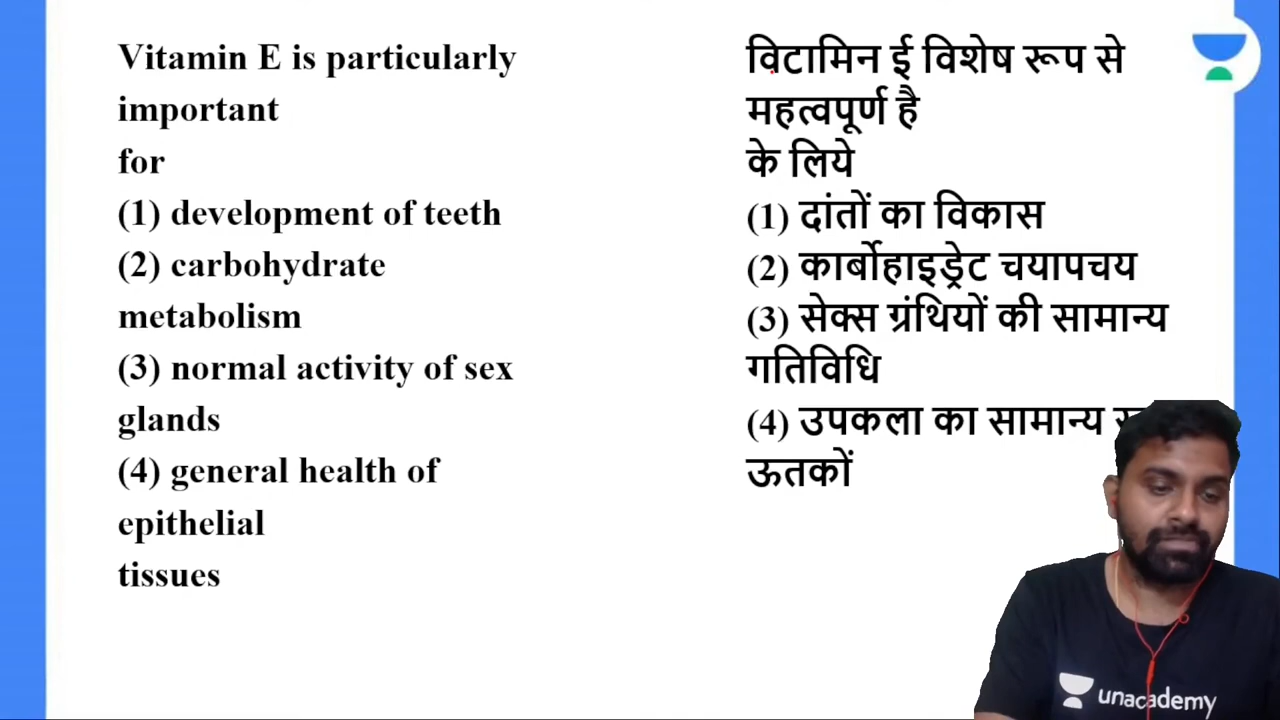 Vitamin E is particularly
important
for
(1) development of teeth
(2) carbohydrate
metabolism
(3) normal activity of sex
glands
(4) general health of
epithelial
tissues
विटामिन ई विशेष रूप से
महत्वपूर्ण है
के लिये
(1) दांतों का विकास
(2) कार्बोहाइड्रेट चयापचय
(3) सेक्स ग्रंथियों की सामान्य
गतिविधि
(4) उपकला का सामान्य
ऊतकों
unacademy